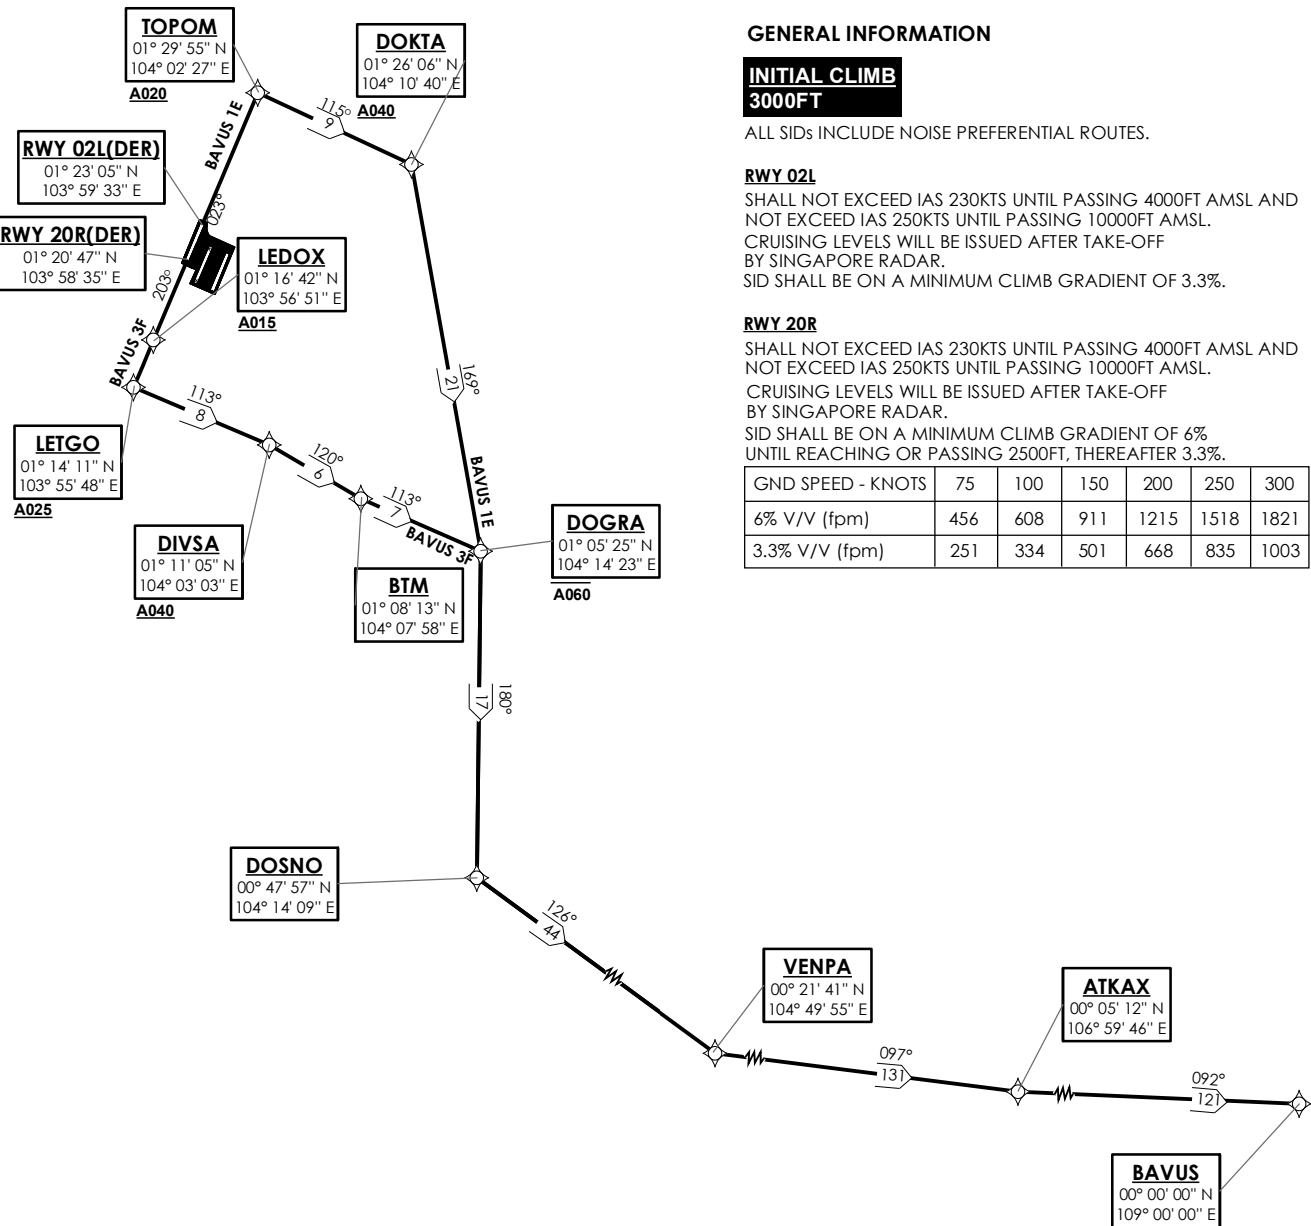 TOPOM
01° 29' 55" N
104° 02' 27" E
A020
DOKTA
01° 26' 06" N
104° 10' 40" E
A040
115°
9
BAVUS 1E
RWY 02L(DER)
01° 23' 05" N
103° 59' 33" E
023°
RWY 20R(DER)
01° 20' 47" N
103° 58' 35" E
203°
LEDOX
01° 16' 42" N
103° 56' 51" E
A015
BAVUS 3F
LETGO
01° 14' 11" N
103° 55' 48" E
A025
113°
8
120°
6
113°
7
BAVUS 3F
169°
21
BAVUS 1E
DIVSA
01° 11' 05" N
104° 03' 03" E
A040
BTM
01° 08' 13" N
104° 07' 58" E
DOGRA
01° 05' 25" N
104° 14' 23" E
A060
180°
17
DOSNO
00° 47' 57" N
104° 14' 09" E
126°
44
VENPA
00° 21' 41" N
104° 49' 55" E
097°
131
ATKAX
00° 05' 12" N
106° 59' 46" E
092°
121
BAVUS
00° 00' 00" N
109° 00' 00" E
GENERAL INFORMATION
INITIAL CLIMB
3000FT
ALL SIDs INCLUDE NOISE PREFERENTIAL ROUTES.
RWY 02L
SHALL NOT EXCEED IAS 230KTS UNTIL PASSING 4000FT AMSL AND
NOT EXCEED IAS 250KTS UNTIL PASSING 10000FT AMSL.
CRUISING LEVELS WILL BE ISSUED AFTER TAKE-OFF
BY SINGAPORE RADAR.
SID SHALL BE ON A MINIMUM CLIMB GRADIENT OF 3.3%.
RWY 20R
SHALL NOT EXCEED IAS 230KTS UNTIL PASSING 4000FT AMSL AND
NOT EXCEED IAS 250KTS UNTIL PASSING 10000FT AMSL.
CRUISING LEVELS WILL BE ISSUED AFTER TAKE-OFF
BY SINGAPORE RADAR.
SID SHALL BE ON A MINIMUM CLIMB GRADIENT OF 6%
UNTIL REACHING OR PASSING 2500FT, THEREAFTER 3.3%.
GND SPEED - KNOTS 75 100 150 200 250 300
6% V/V (fpm) 456 608 911 1215 1518 1821
3.3% V/V (fpm) 251 334 501 668 835 1003